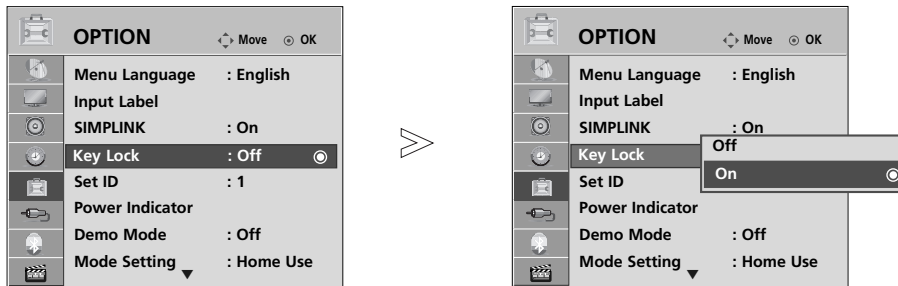 OPTION Move OK
Menu Language : English
Input Label
SIMPLINK : On
Key Lock : Off
Set ID : 1
Power Indicator
Demo Mode : Off
Mode Setting : Home Use
OPTION Move OK
Menu Language : English
Input Label
SIMPLINK : On
Key Lock
Off
On
Set ID
Power Indicator
Demo Mode : Off
Mode Setting : Home Use